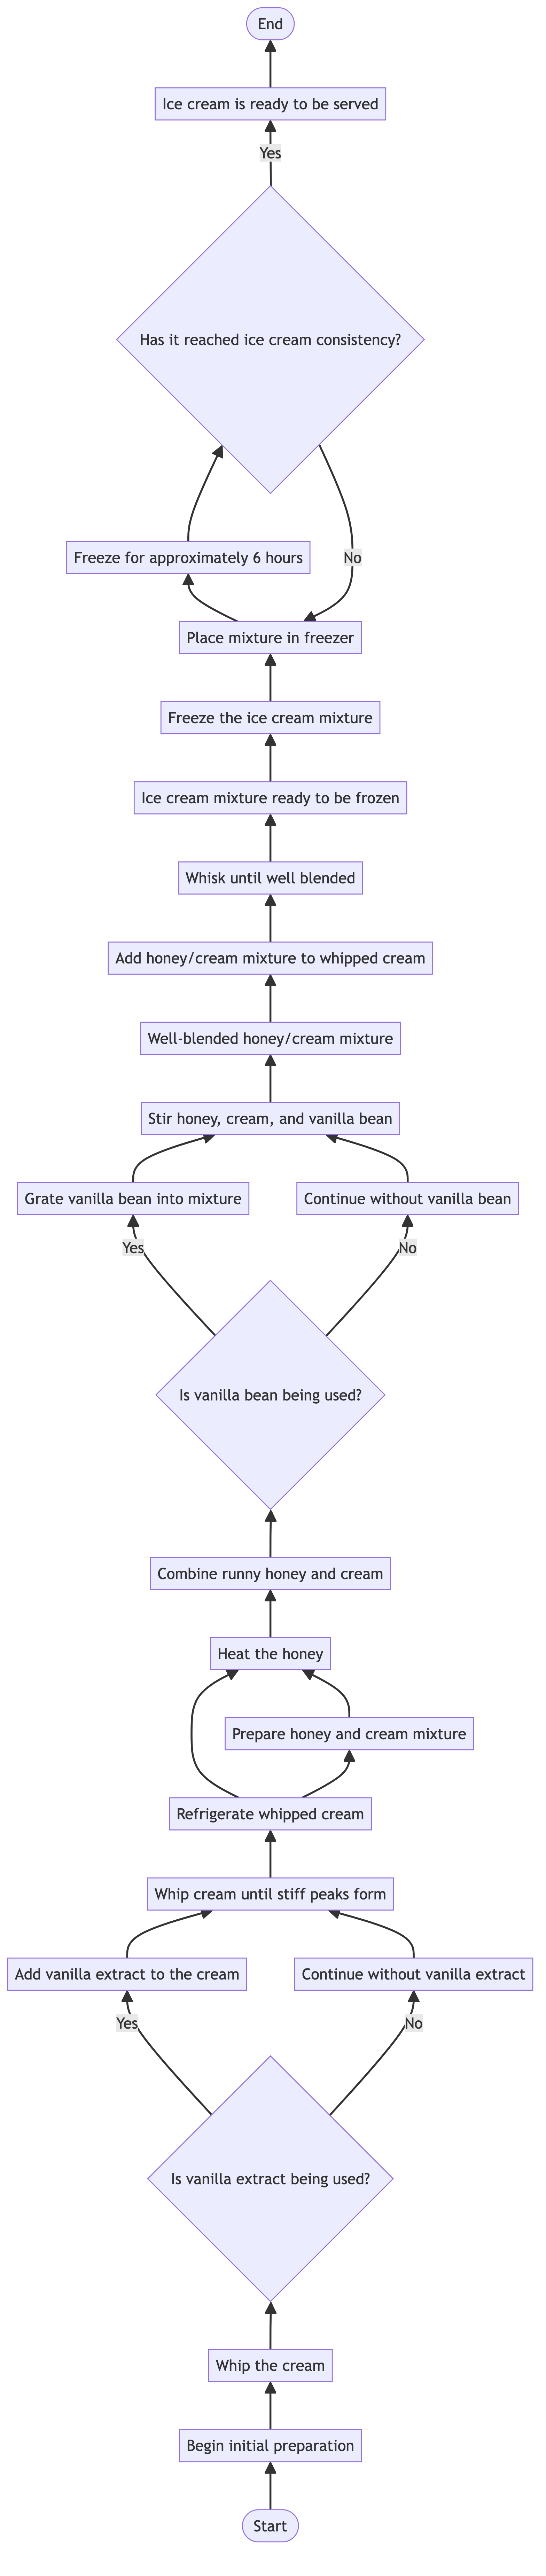 End
Ice cream is ready to be served
Yes
Has it reached ice cream consistency?
Freeze for approximately 6 hours
No
Place mixture in freezer
Freeze the ice cream mixture
Ice cream mixture ready to be frozen
Whisk until well blended
Add honey/cream mixture to whipped cream
Well-blended honey/cream mixture
Stir honey, cream, and vanilla bean
Grate vanilla bean into mixture
Continue without vanilla bean
Yes
No
Is vanilla bean being used?
Combine runny honey and cream
Heat the honey
Prepare honey and cream mixture
Refrigerate whipped cream
Whip cream until stiff peaks form
Add vanilla extract to the cream
Continue without vanilla extract
Yes
No
Is vanilla extract being used?
Whip the cream
Begin initial preparation
Start